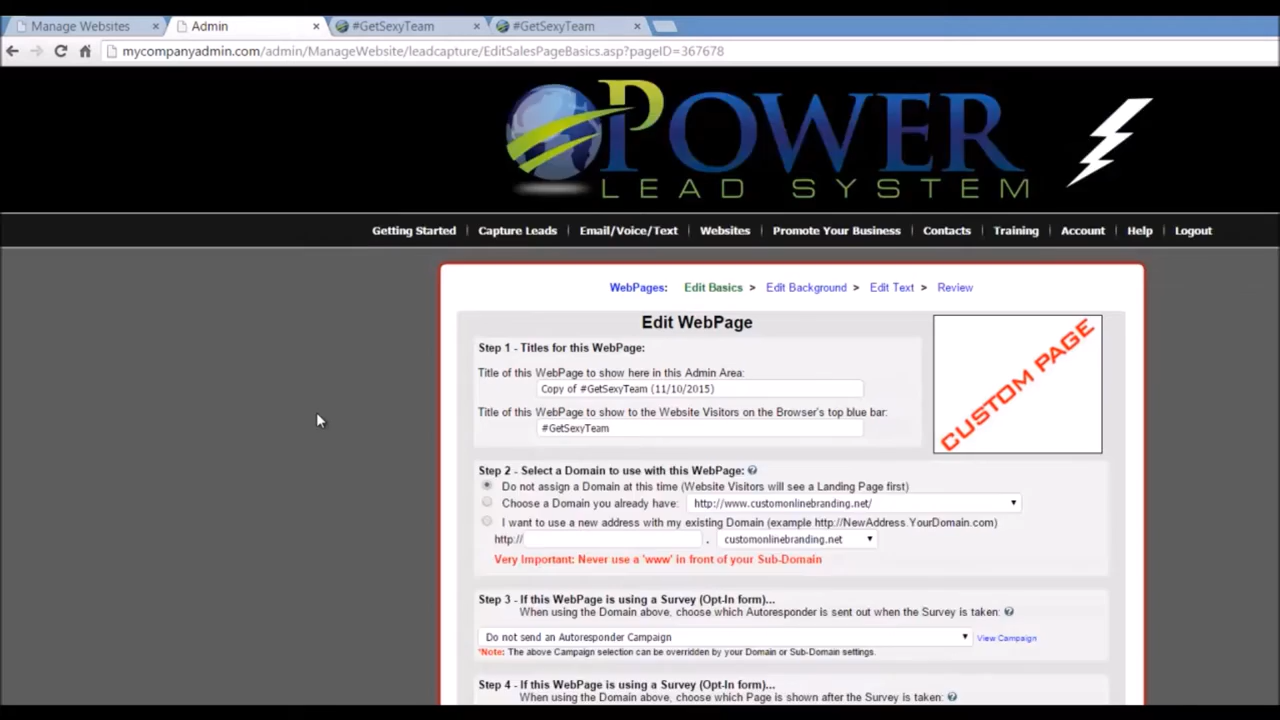 Manage Websites
Admin
#GetSexyTeam
#GetSexyTeam
mycompanyadmin.com/admin/ManageWebsite/leadcapture/EditSalesPageBasics.asp?pageID=367678
POWER
LEAD SYSTEM
Getting Started | Capture Leads | Email/Voice/Text | Websites | Promote Your Business | Contacts | Training | Account | Help | Logout
WebPages: Edit Basics > Edit Background > Edit Text > Review
Edit WebPage
CUSTOM PAGE
Step 1 - Titles for this WebPage:
Title of this WebPage to show here in this Admin Area:
Copy of #GetSexyTeam (11/10/2015)
Title of this WebPage to show to the Website Visitors on the Browser's top blue bar:
#GetSexyTeam
Step 2 - Select a Domain to use with this WebPage: ?
Do not assign a Domain at this time (Website Visitors will see a Landing Page first)
Choose a Domain you already have: http://www.customonlinebranding.net/
I want to use a new address with my existing Domain (example http://NewAddress.YourDomain.com)
http:// . customonlinebranding.net
Very Important: Never use a 'www' in front of your Sub-Domain
Step 3 - If this WebPage is using a Survey (Opt-In form)...
When using the Domain above, choose which Autoresponder is sent out when the Survey is taken: ?
Do not send an Autoresponder Campaign View Campaign
*Note: The above Campaign selection can be overridden by your Domain or Sub-Domain settings.
Step 4 - If this WebPage is using a Survey (Opt-In form)...
When using the Domain above, choose which Page is shown after the Survey is taken: ?